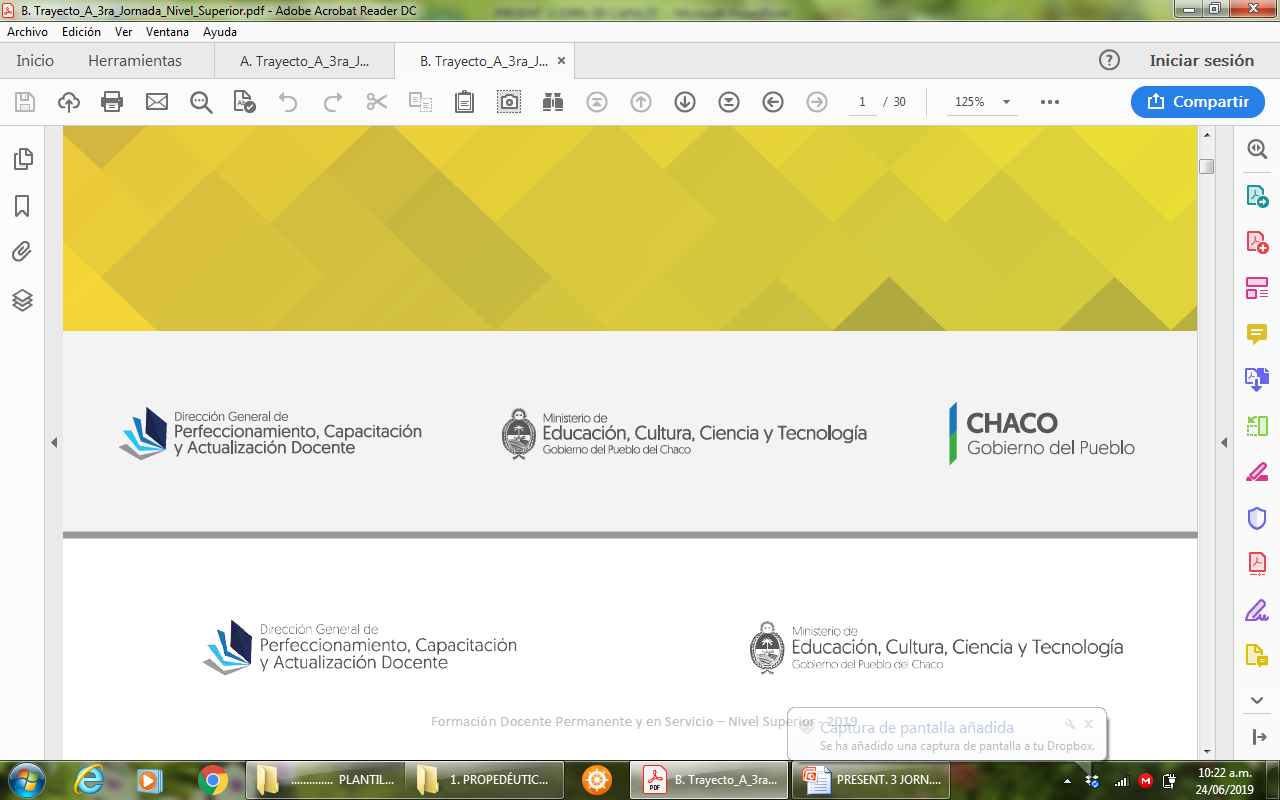 B. Trayecto_A_3ra_Jornada_Nivel_Superior.pdf - Adobe Acrobat Reader DC
Archivo Edición Ver Ventana Ayuda
Inicio Herramientas A. Trayecto_A_3ra_J... B. Trayecto_A_3ra_J... × Iniciar sesión
1 / 30 125% Compartir
Dirección General de
Perfeccionamiento, Capacitación
y Actualización Docente
Ministerio de
Educación, Cultura, Ciencia y Tecnología
Gobierno del Pueblo del Chaco
CHACO
Gobierno del Pueblo
Dirección General de
Perfeccionamiento, Capacitación
y Actualización Docente
Ministerio de
Educación, Cultura, Ciencia y Tecnología
Gobierno del Pueblo del Chaco
Formación Docente Permanente y en Servicio – Nivel Superior - 2019
Captura de pantalla añadida
Se ha añadido una captura de pantalla a tu Dropbox.
.............. PLANTIL... 1. PROPEDÉUTIC... B. Trayecto_A_3ra... PRESENT. 3 JORN....
10:22 a.m.
24/06/2019